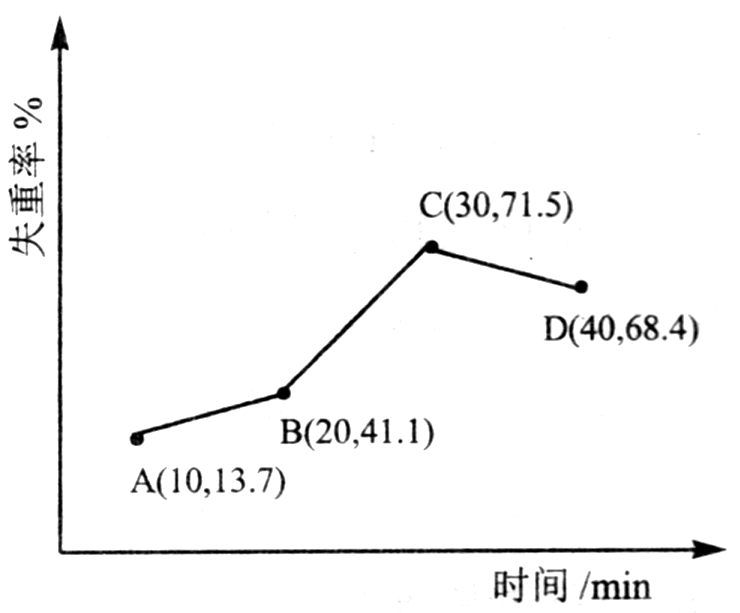 失重率 %
C(30,71.5)
D(40,68.4)
B(20,41.1)
A(10,13.7)
时间 /min